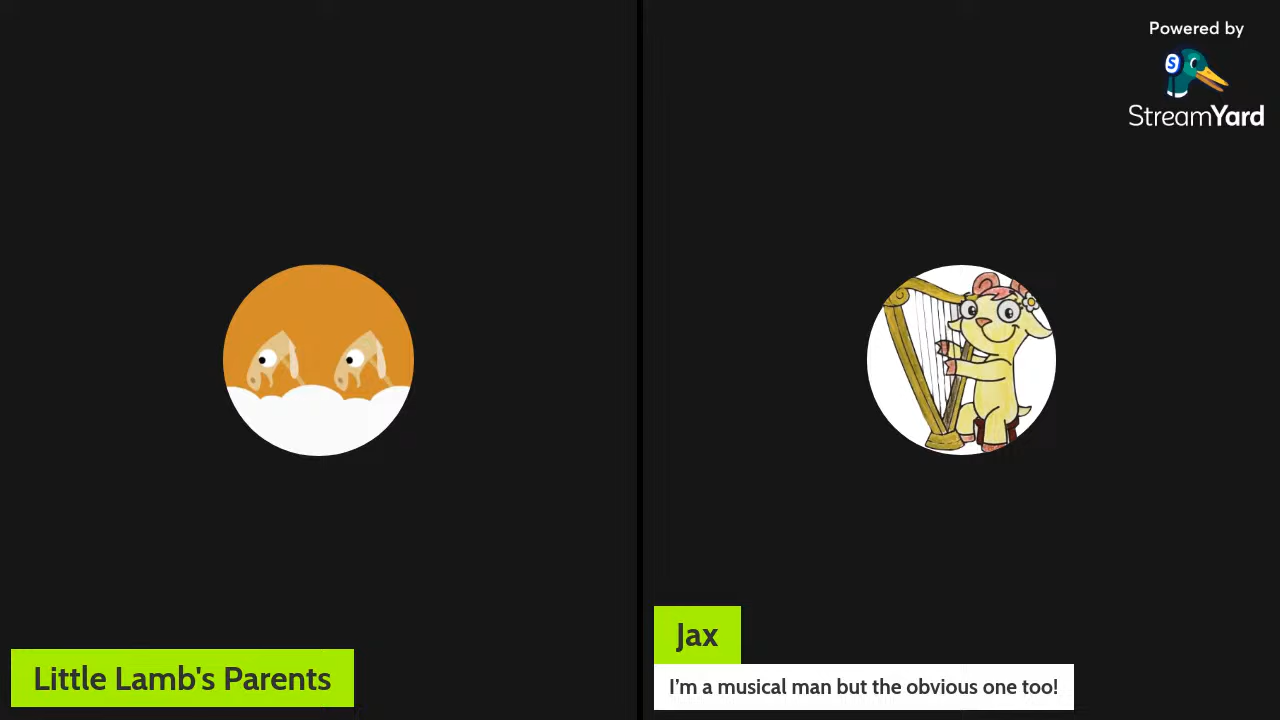 Powered by
S
StreamYard
Little Lamb's Parents
Jax
I'm a musical man but the obvious one too!